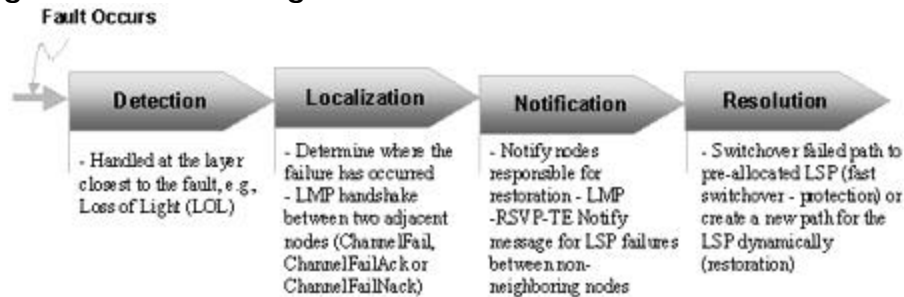 Fault Occurs
Detection
- Handled at the layer
closest to the fault, e.g.,
Loss of Light (LOL)
Localization
- Determine where the
failure has occurred
- LMP handshake
between two adjacent
nodes (ChannelFail,
ChannelFailAck or
ChannelFailNack)
Notification
- Notify nodes
responsible for
restoration - LMP
-RSVP-TE Notify
message for LSP failures
between non-
neighboring nodes
Resolution
- Switchover failed path to
pre-allocated LSP (fast
switchover - protection) or
create a new path for the
LSP dynamically
(restoration)